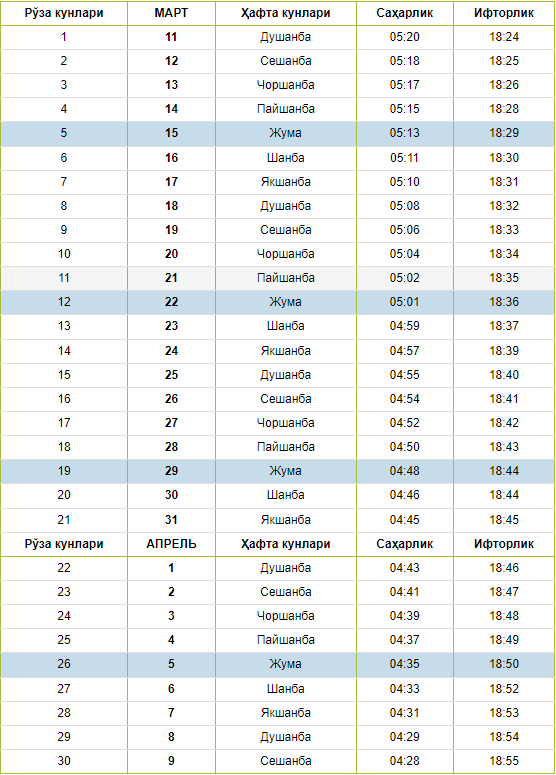 Рўза кунлари МАРТ Ҳафта кунлари Саҳарлик Ифторлик
1 11 Душанба 05:20 18:24
2 12 Сешанба 05:18 18:25
3 13 Чоршанба 05:17 18:26
4 14 Пайшанба 05:15 18:28
5 15 Жума 05:13 18:29
6 16 Шанба 05:11 18:30
7 17 Якшанба 05:10 18:31
8 18 Душанба 05:08 18:32
9 19 Сешанба 05:06 18:33
10 20 Чоршанба 05:04 18:34
11 21 Пайшанба 05:02 18:35
12 22 Жума 05:01 18:36
13 23 Шанба 04:59 18:37
14 24 Якшанба 04:57 18:39
15 25 Душанба 04:55 18:40
16 26 Сешанба 04:54 18:41
17 27 Чоршанба 04:52 18:42
18 28 Пайшанба 04:50 18:43
19 29 Жума 04:48 18:44
20 30 Шанба 04:46 18:44
21 31 Якшанба 04:45 18:45
Рўза кунлари АПРЕЛЬ Ҳафта кунлари Саҳарлик Ифторлик
22 1 Душанба 04:43 18:46
23 2 Сешанба 04:41 18:47
24 3 Чоршанба 04:39 18:48
25 4 Пайшанба 04:37 18:49
26 5 Жума 04:35 18:50
27 6 Шанба 04:33 18:52
28 7 Якшанба 04:31 18:53
29 8 Душанба 04:29 18:54
30 9 Сешанба 04:28 18:55